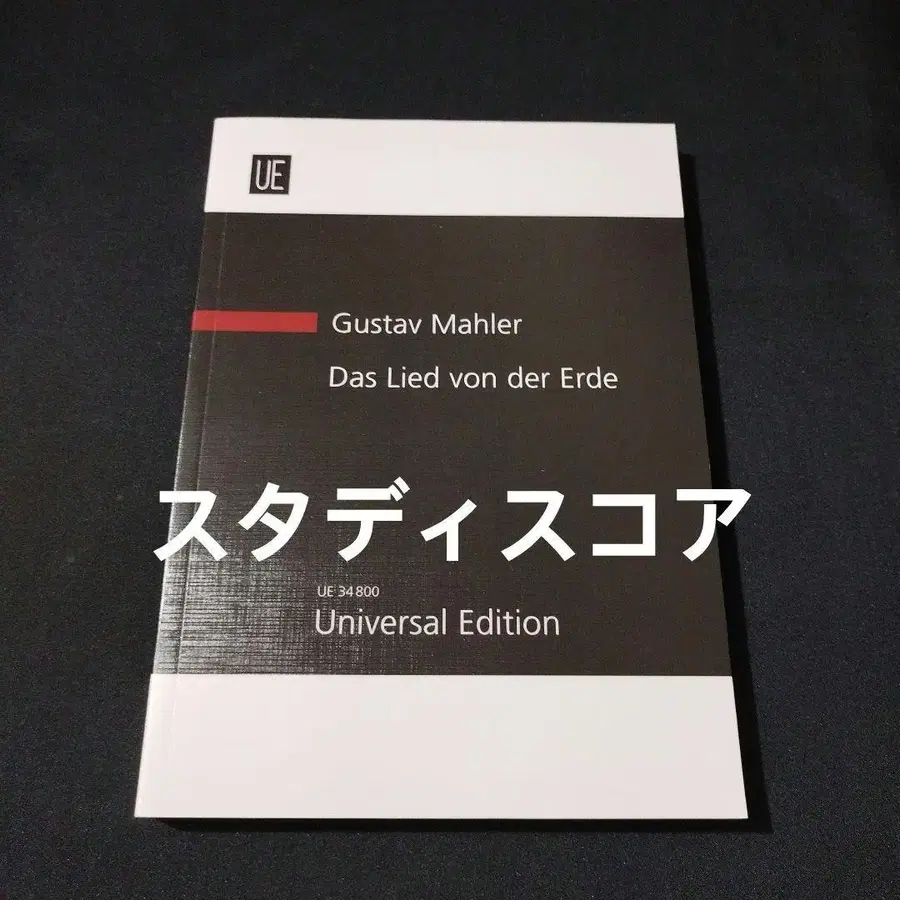 UE
Gustav Mahler
Das Lied von der Erde
スタディスコア
UE 34 800
Universal Edition